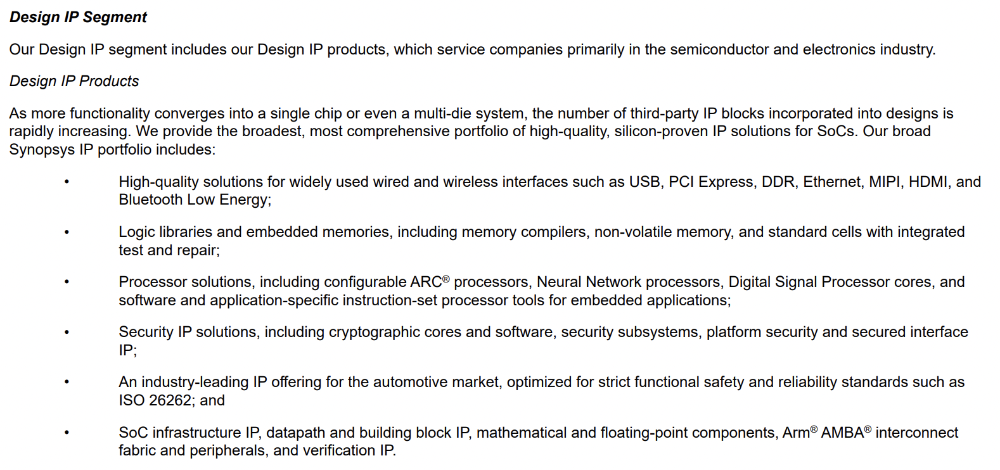 Design IP Segment
Our Design IP segment includes our Design IP products, which service companies primarily in the semiconductor and electronics industry.
Design IP Products
As more functionality converges into a single chip or even a multi-die system, the number of third-party IP blocks incorporated into designs is
rapidly increasing. We provide the broadest, most comprehensive portfolio of high-quality, silicon-proven IP solutions for SoCs. Our broad
Synopsys IP portfolio includes:
• High-quality solutions for widely used wired and wireless interfaces such as USB, PCI Express, DDR, Ethernet, MIPI, HDMI, and
Bluetooth Low Energy;
• Logic libraries and embedded memories, including memory compilers, non-volatile memory, and standard cells with integrated
test and repair;
• Processor solutions, including configurable ARC® processors, Neural Network processors, Digital Signal Processor cores, and
software and application-specific instruction-set processor tools for embedded applications;
• Security IP solutions, including cryptographic cores and software, security subsystems, platform security and secured interface
IP;
• An industry-leading IP offering for the automotive market, optimized for strict functional safety and reliability standards such as
ISO 26262; and
• SoC infrastructure IP, datapath and building block IP, mathematical and floating-point components, Arm® AMBA® interconnect
fabric and peripherals, and verification IP.